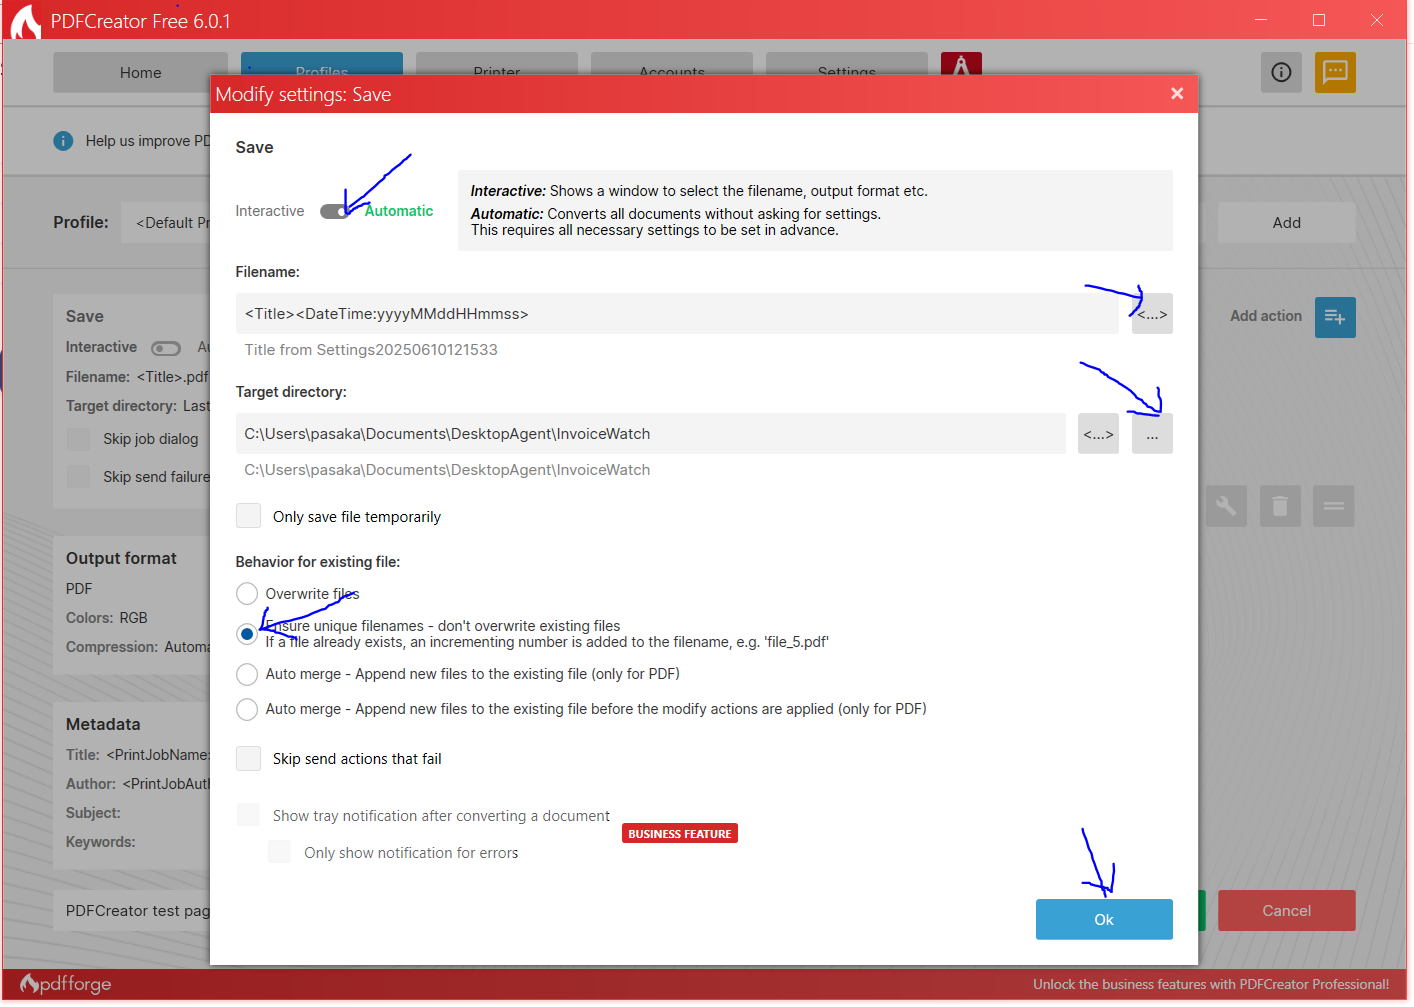 PDFCreator Free 6.0.1
Home
Profiles
Printer
Accounts
Settings
Help us improve PD
Modify settings: Save
Save
Interactive
Automatic
Interactive: Shows a window to select the filename, output format etc.
Automatic: Converts all documents without asking for settings.
This requires all necessary settings to be set in advance.
Profile:
<Default Pr
Add
Filename:
<Title><DateTime:yyyyMMddHHmmss>
<...>
Title from Settings20250610121533
Save
Interactive
Au
Filename: <Title>.pdf
Target directory: Last
Skip job dialog
Skip send failure
Add action
Target directory:
C:\Users\pasaka\Documents\DesktopAgent\InvoiceWatch
<...>
...
C:\Users\pasaka\Documents\DesktopAgent\InvoiceWatch
Only save file temporarily
Behavior for existing file:
Overwrite files
Ensure unique filenames - don't overwrite existing files
If a file already exists, an incrementing number is added to the filename, e.g. 'file_5.pdf'
Auto merge - Append new files to the existing file (only for PDF)
Auto merge - Append new files to the existing file before the modify actions are applied (only for PDF)
Output format
PDF
Colors: RGB
Compression: Automa
Metadata
Title: <PrintJobName:
Author: <PrintJobAuth
Subject:
Keywords:
Skip send actions that fail
Show tray notification after converting a document
BUSINESS FEATURE
Only show notification for errors
PDFCreator test pag
Ok
Cancel
pdfforge
Unlock the business features with PDFCreator Professional!